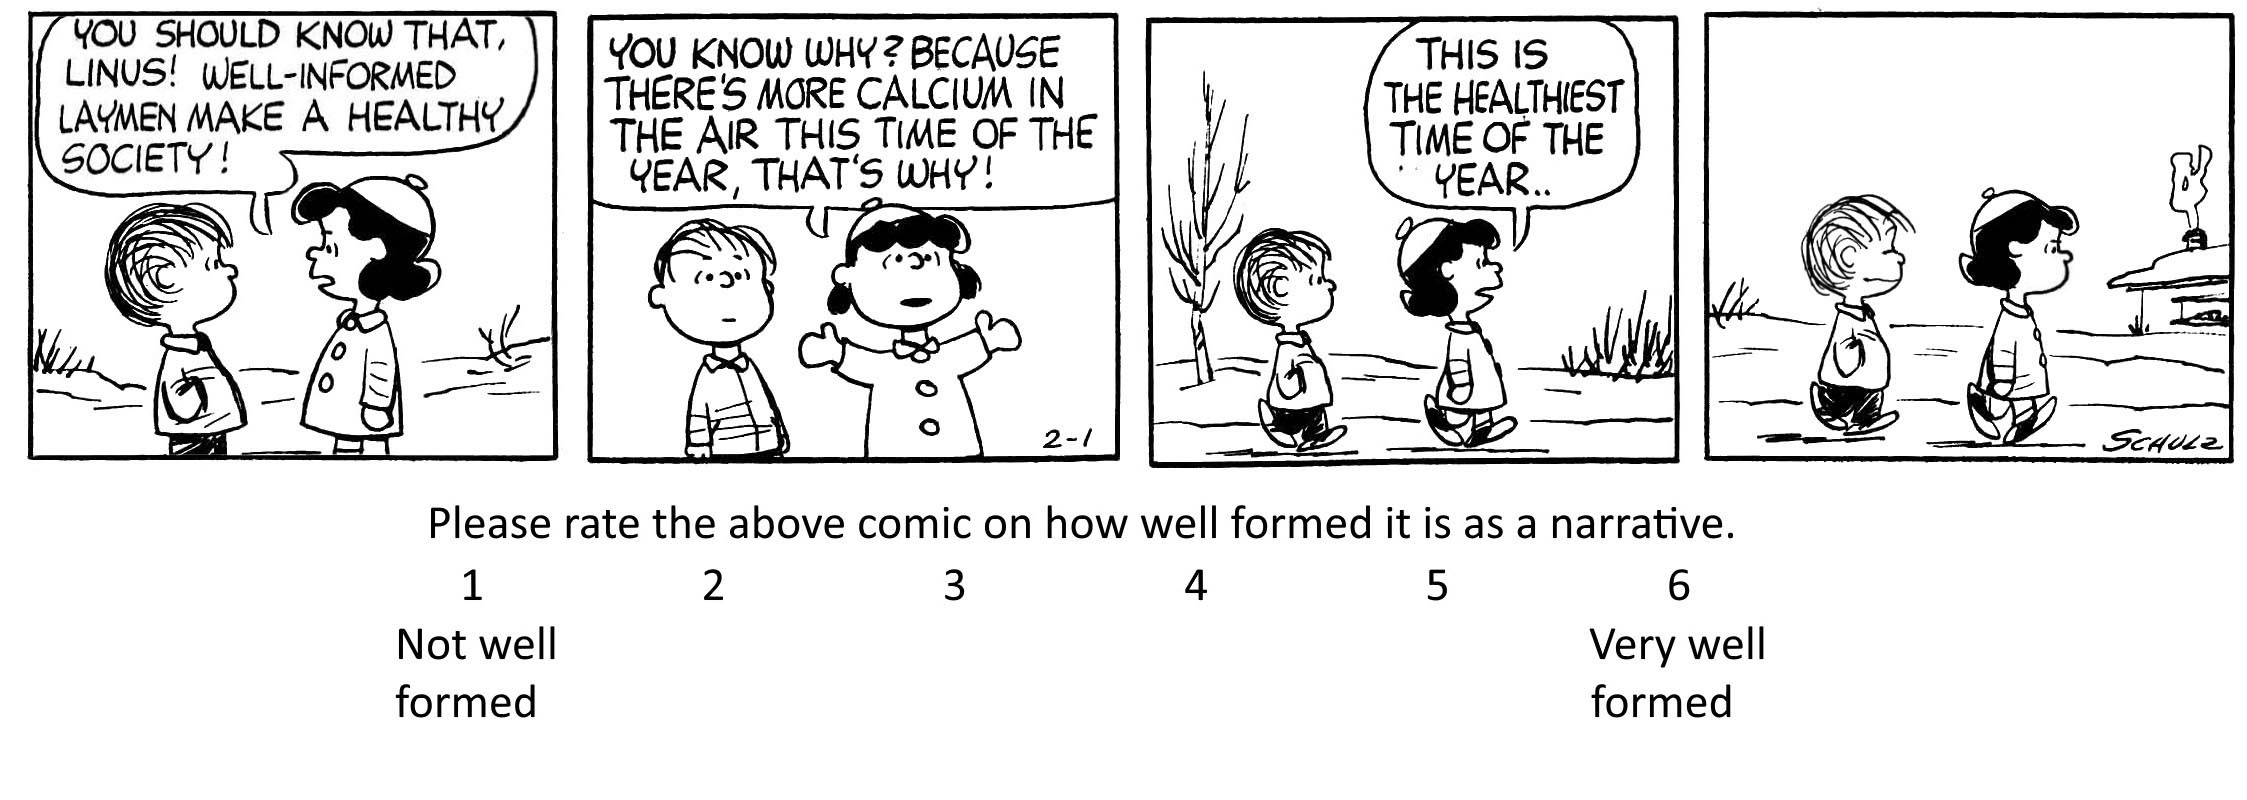 YOU SHOULD KNOW THAT,
LINUS! WELL-INFORMED
LAYMEN MAKE A HEALTHY
SOCIETY!
YOU KNOW WHY? BECAUSE
THERE'S MORE CALCIUM IN
THE AIR THIS TIME OF THE
YEAR, THAT'S WHY!
2-1
THIS IS
THE HEALTHIEST
TIME OF THE
YEAR..
SCHULZ
Please rate the above comic on how well formed it is as a narrative.
1 2 3 4 5 6
Not well
formed
Very well
formed